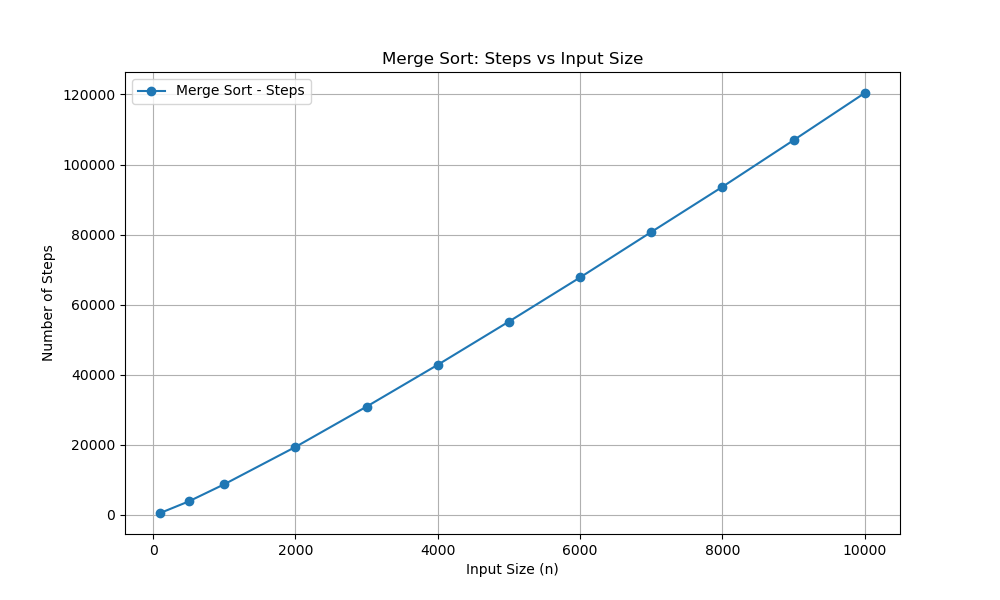 Merge Sort: Steps vs Input Size
Merge Sort - Steps
120000
100000
80000
60000
40000
20000
0
Number of Steps
0 2000 4000 6000 8000 10000
Input Size (n)